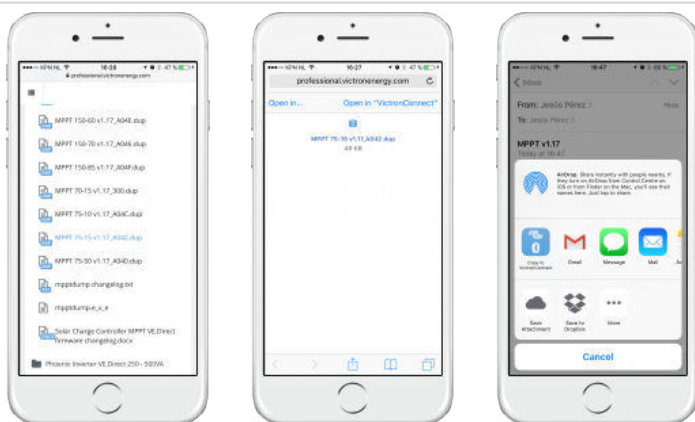 KPN NL 16:28 47 %
professional.victronenergy.com
MPPT 150-60 v1.17_A04E.dup
MPPT 150-70 v1.17_A046.dup
MPPT 150-85 v1.17_A04F.dup
MPPT 70-15 v1.17_300.dup
MPPT 75-10 v1.17_A04C.dup
MPPT 75-15 v1.17_A042.dup
MPPT 75-50 v1.17_A040.dup
mpptdump changelog.txt
mpptdump.e_x_e
Solar Charge Controller MPPT VE.Direct
firmware changelog.docx
Phoenix Inverter VE.Direct 250 - 500VA
KPN NL 16:27 47 %
professional.victronenergy.com
Open in... Open in "VictronConnect"
MPPT 75-15 v1.17_A042.dup
49 KB
KPN NL 16:47
Inbox
From: Jesús Pérez Hide
To: Jesús Pérez
MPPT v1.17
Today at 16:47
AirDrop. Share instantly with people nearby. If
they turn on AirDrop from Control Centre on
iOS or from Finder on the Mac, you'll see their
names here. Just tap to share.
Copy to
VictronConnect
Gmail
Message
Mail
Save
Attachment
Save to
Dropbox
More
Cancel